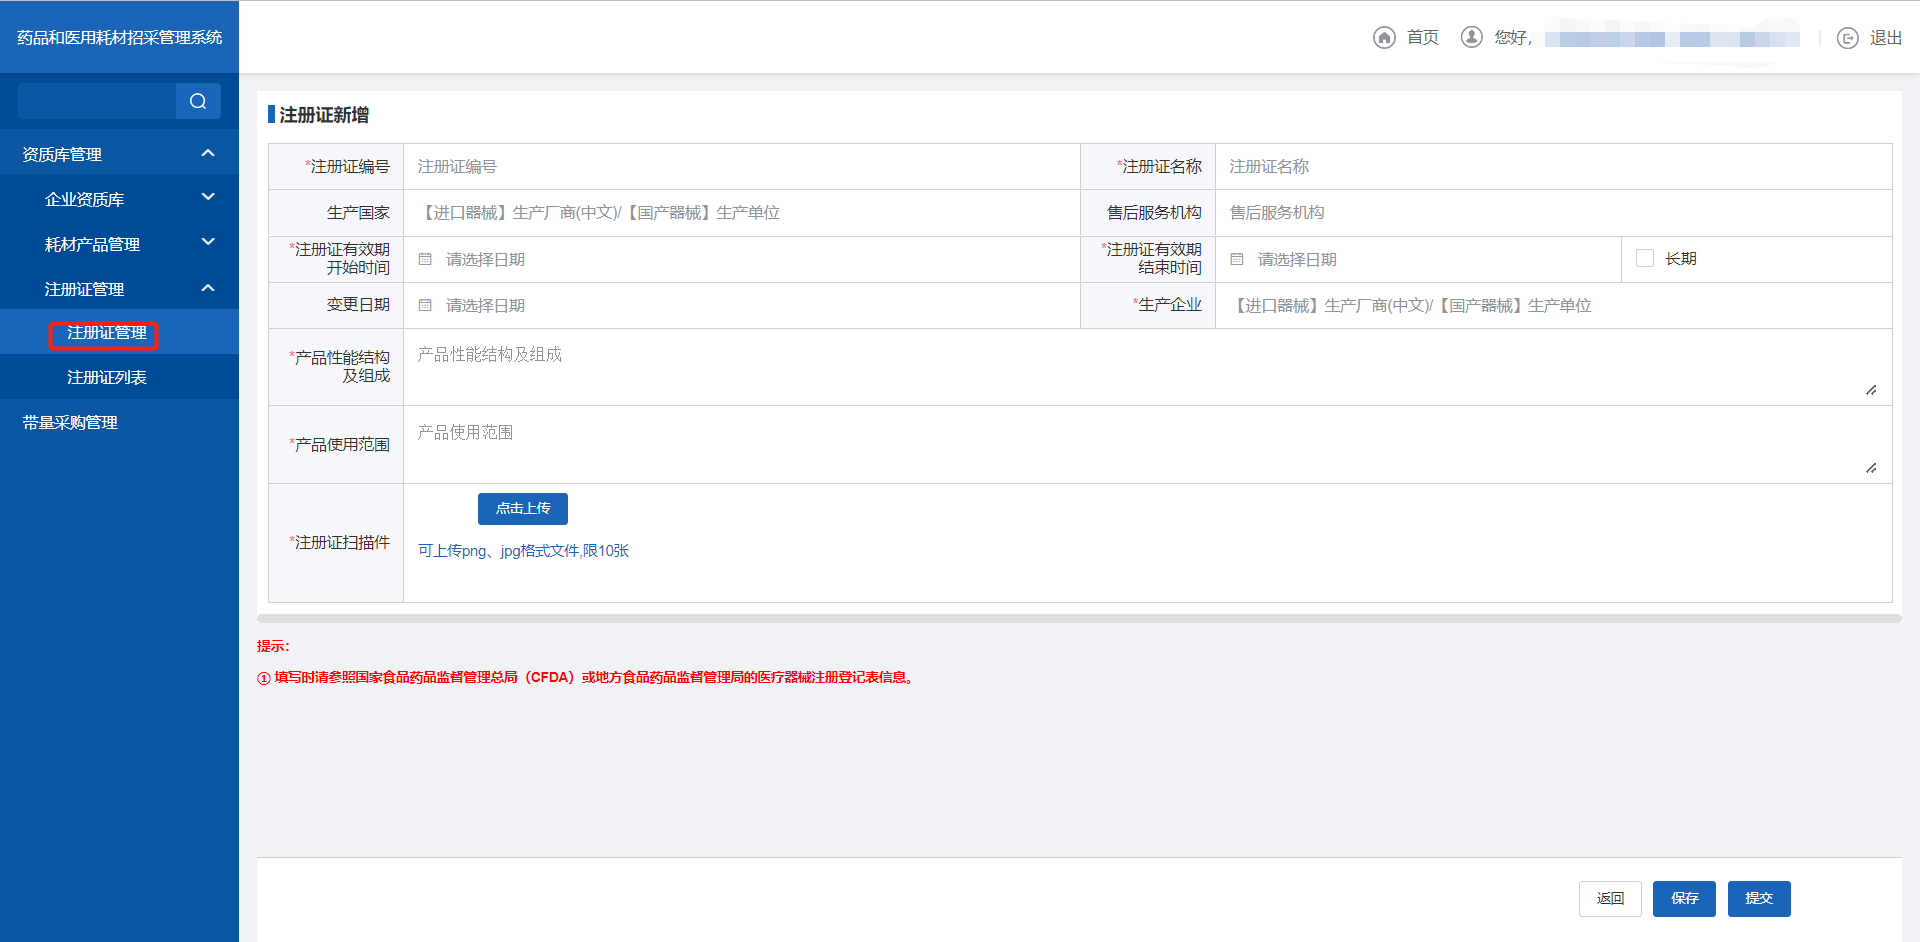 药品和医用耗材招采管理系统
首页
您好,
退出
资质库管理
企业资质库
耗材产品管理
注册证管理
注册证管理
注册证列表
带量采购管理
注册证新增
*注册证编号
注册证编号
*注册证名称
注册证名称
生产国家
【进口器械】生产厂商(中文)/【国产器械】生产单位
售后服务机构
售后服务机构
*注册证有效期
开始时间
请选择日期
*注册证有效期
结束时间
请选择日期
长期
变更日期
请选择日期
*生产企业
【进口器械】生产厂商(中文)/【国产器械】生产单位
*产品性能结构
及组成
产品性能结构及组成
*产品使用范围
产品使用范围
*注册证扫描件
点击上传
可上传png、jpg格式文件,限10张
提示：
① 填写时请参照国家食品药品监督管理总局（CFDA）或地方食品药品监督管理局的医疗器械注册登记表信息。
返回
保存
提交